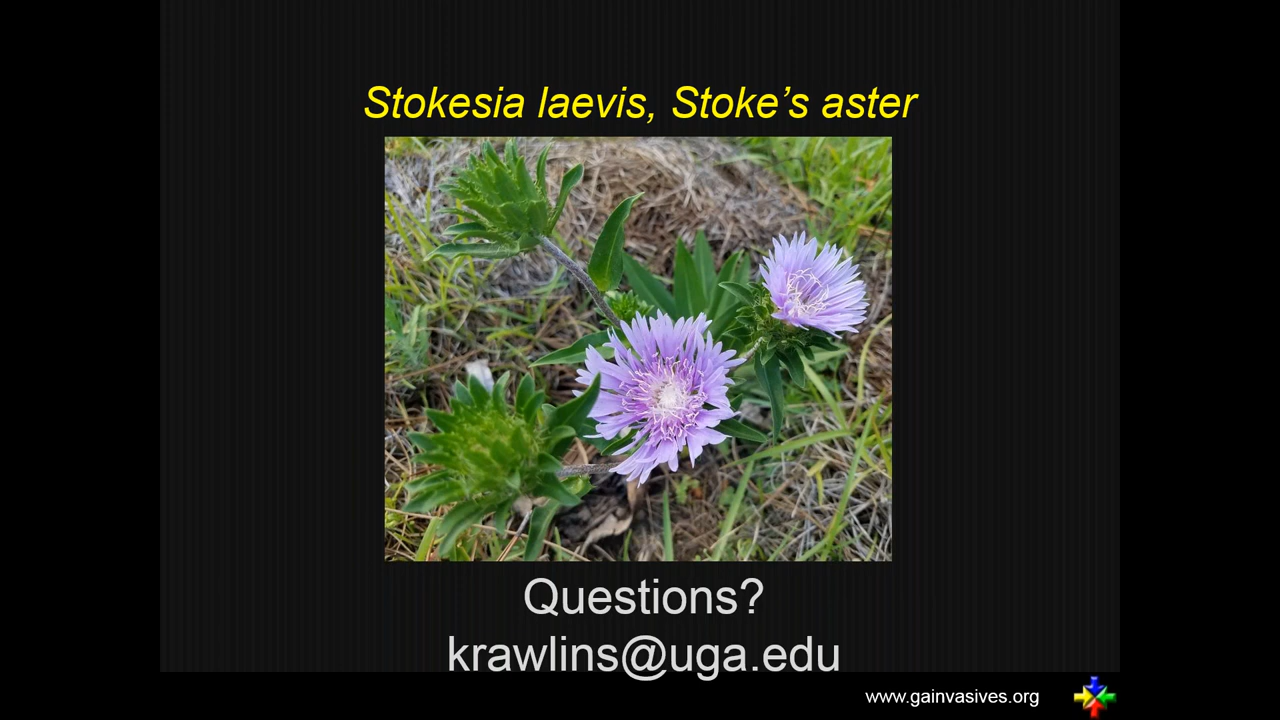 Stokesia laevis, Stoke’s aster
Questions?
krawlins@uga.edu
www.gainvasives.org